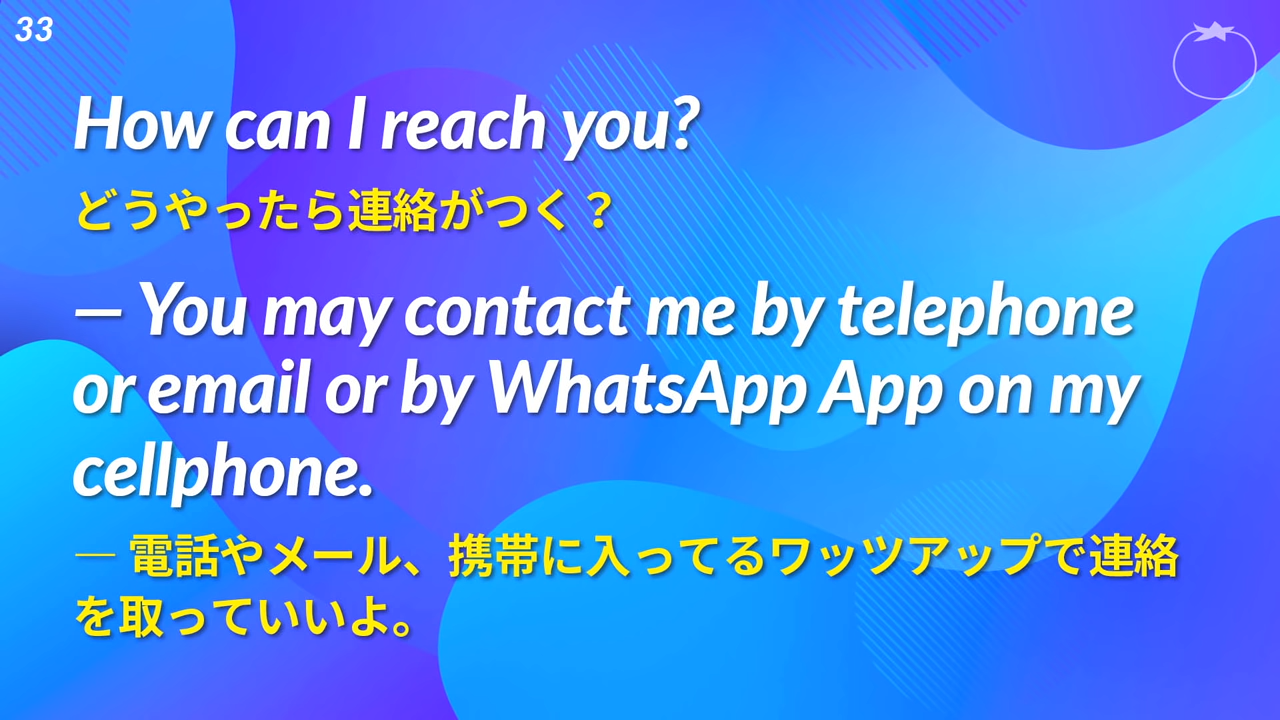 33
How can I reach you?
どうやったら連絡がつく？
— You may contact me by telephone
or email or by WhatsApp App on my
cellphone.
— 電話やメール、携帯に入ってるワッツアップで連絡
を取っていいよ。